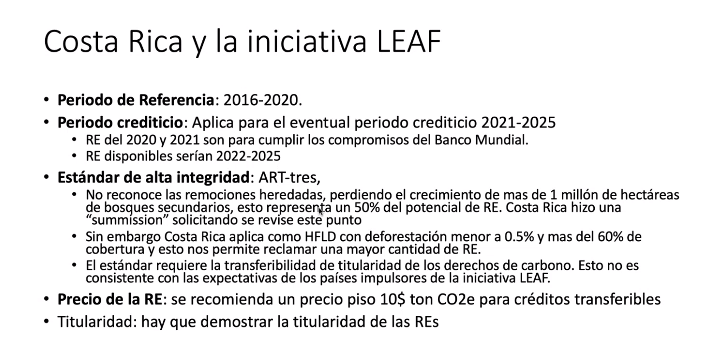 Costa Rica y la iniciativa LEAF
• Periodo de Referencia: 2016-2020.
• Periodo crediticio: Aplica para el eventual periodo crediticio 2021-2025
• RE del 2020 y 2021 son para cumplir los compromisos del Banco Mundial.
• RE disponibles serían 2022-2025
• Estándar de alta integridad: ART-tres,
• No reconoce las remociones heredadas, perdiendo el crecimiento de mas de 1 millón de hectáreas
de bosques secundarios, esto representa un 50% del potencial de RE. Costa Rica hizo una
“summission” solicitando se revise este punto
• Sin embargo Costa Rica aplica como HFLD con deforestación menor a 0.5% y mas del 60% de
cobertura y esto nos permite reclamar una mayor cantidad de RE.
• El estándar requiere la transferibilidad de titularidad de los derechos de carbono. Esto no es
consistente con las expectativas de los países impulsores de la iniciativa LEAF.
• Precio de la RE: se recomienda un precio piso 10$ ton CO2e para créditos transferibles
• Titularidad: hay que demostrar la titularidad de las REs